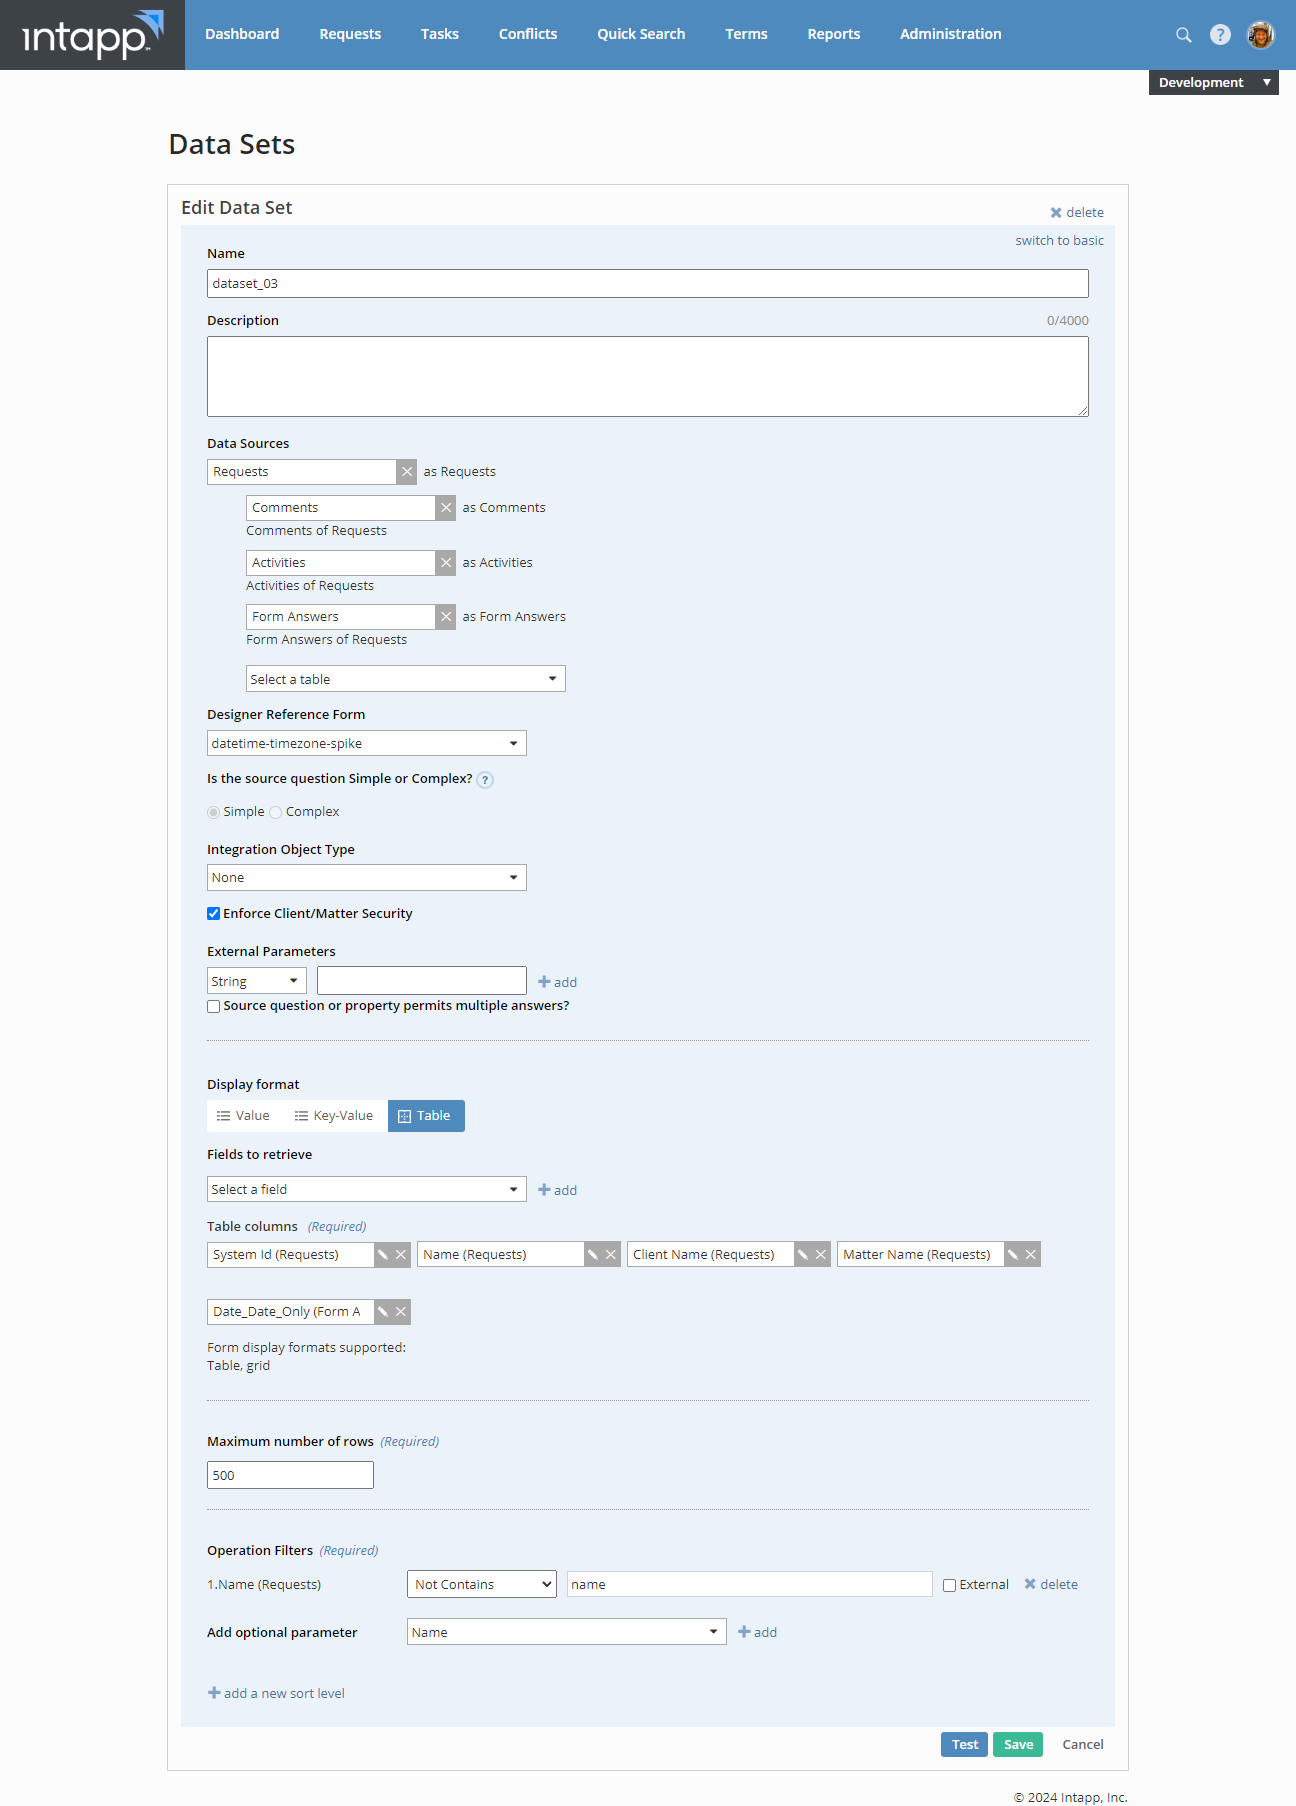 intapp
Dashboard Requests Tasks Conflicts Quick Search Terms Reports Administration
?
Development
Data Sets
Edit Data Set
delete
switch to basic
Name
dataset_03
Description 0/4000
Data Sources
Requests as Requests
Comments as Comments
Comments of Requests
Activities as Activities
Activities of Requests
Form Answers as Form Answers
Form Answers of Requests
Select a table
Designer Reference Form
datetime-timezone-spike
Is the source question Simple or Complex? ?
Simple Complex
Integration Object Type
None
Enforce Client/Matter Security
External Parameters
String add
Source question or property permits multiple answers?
Display format
Value Key-Value Table
Fields to retrieve
Select a field add
Table columns (Required)
System Id (Requests) Name (Requests) Client Name (Requests) Matter Name (Requests)
Date_Date_Only (Form A
Form display formats supported:
Table, grid
Maximum number of rows (Required)
500
Operation Filters (Required)
1.Name (Requests) Not Contains name External delete
Add optional parameter Name add
add a new sort level
Test Save Cancel
© 2024 Intapp, Inc.